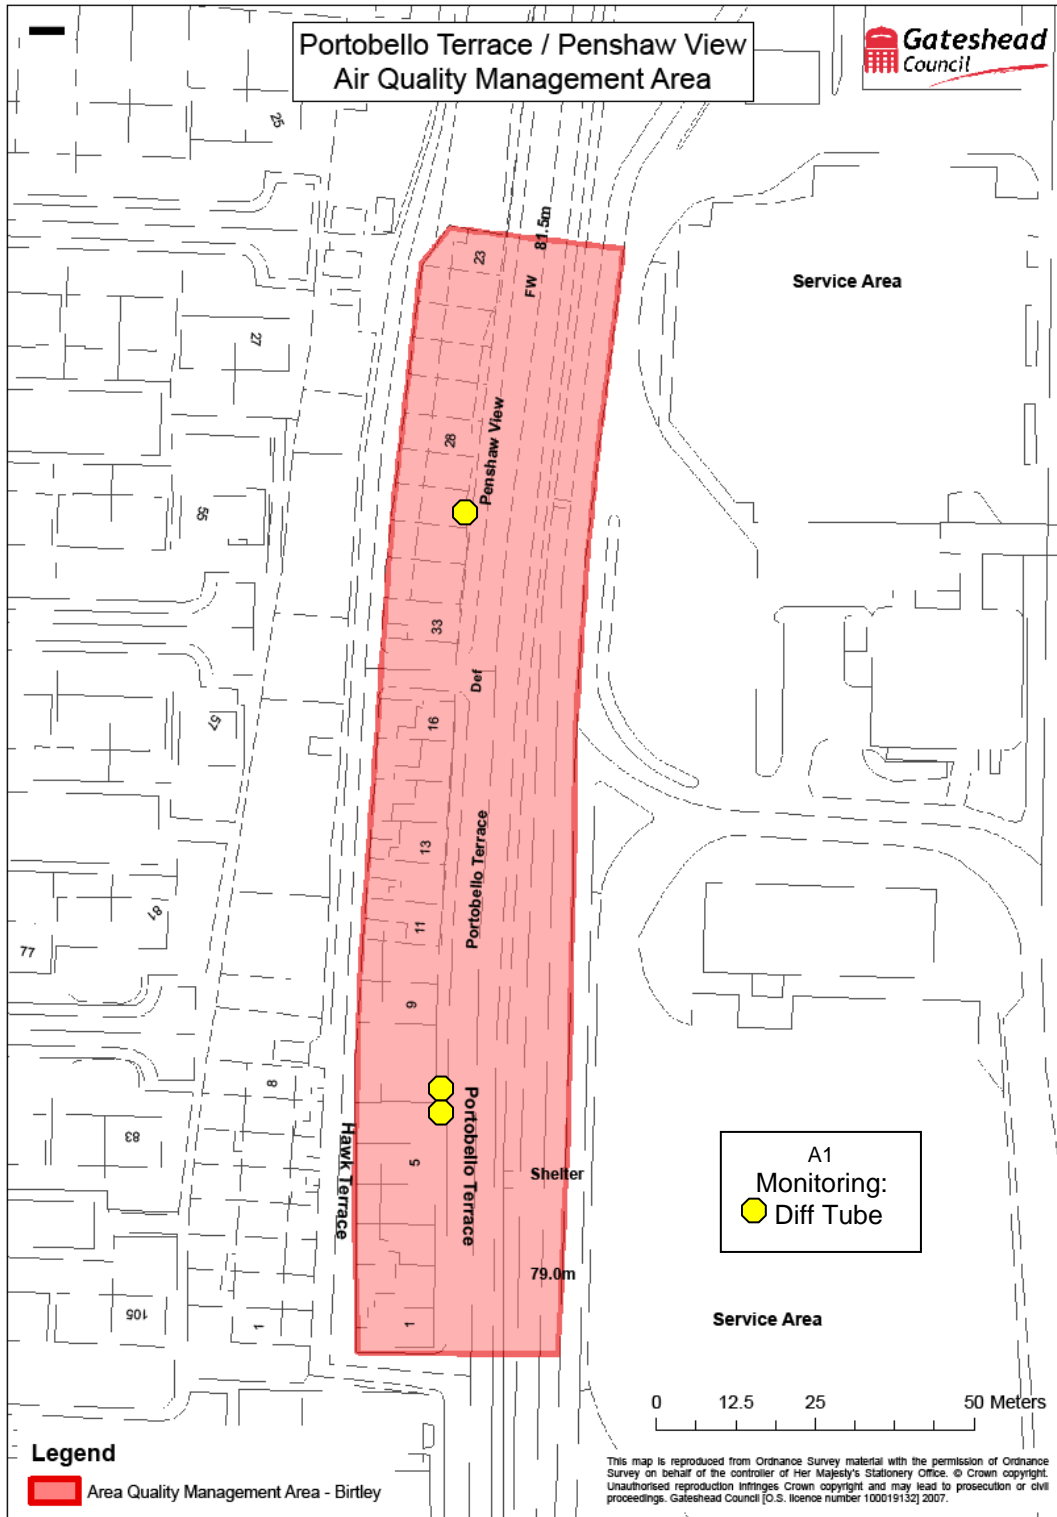 Portobello Terrace / Penshaw View
Air Quality Management Area
Gateshead
Council
25
23
81.5m
FW
Service Area
27
28
Penshaw View
55
33
Def
16
57
13
Portobello Terrace
11
81
77
9
8
Portobello Terrace
Hawk Terrace
83
5
Shelter
A1
Monitoring:
Diff Tube
79.0m
105
1
1
Service Area
0 12.5 25 50 Meters
Legend
Area Quality Management Area - Birtley
This map is reproduced from Ordnance Survey material with the permission of Ordnance
Survey on behalf of the controller of Her Majesty's Stationery Office. © Crown copyright.
Unauthorised reproduction infringes Crown copyright and may lead to prosecution or civil
proceedings. Gateshead Council [O.S. licence number 100019132] 2007.